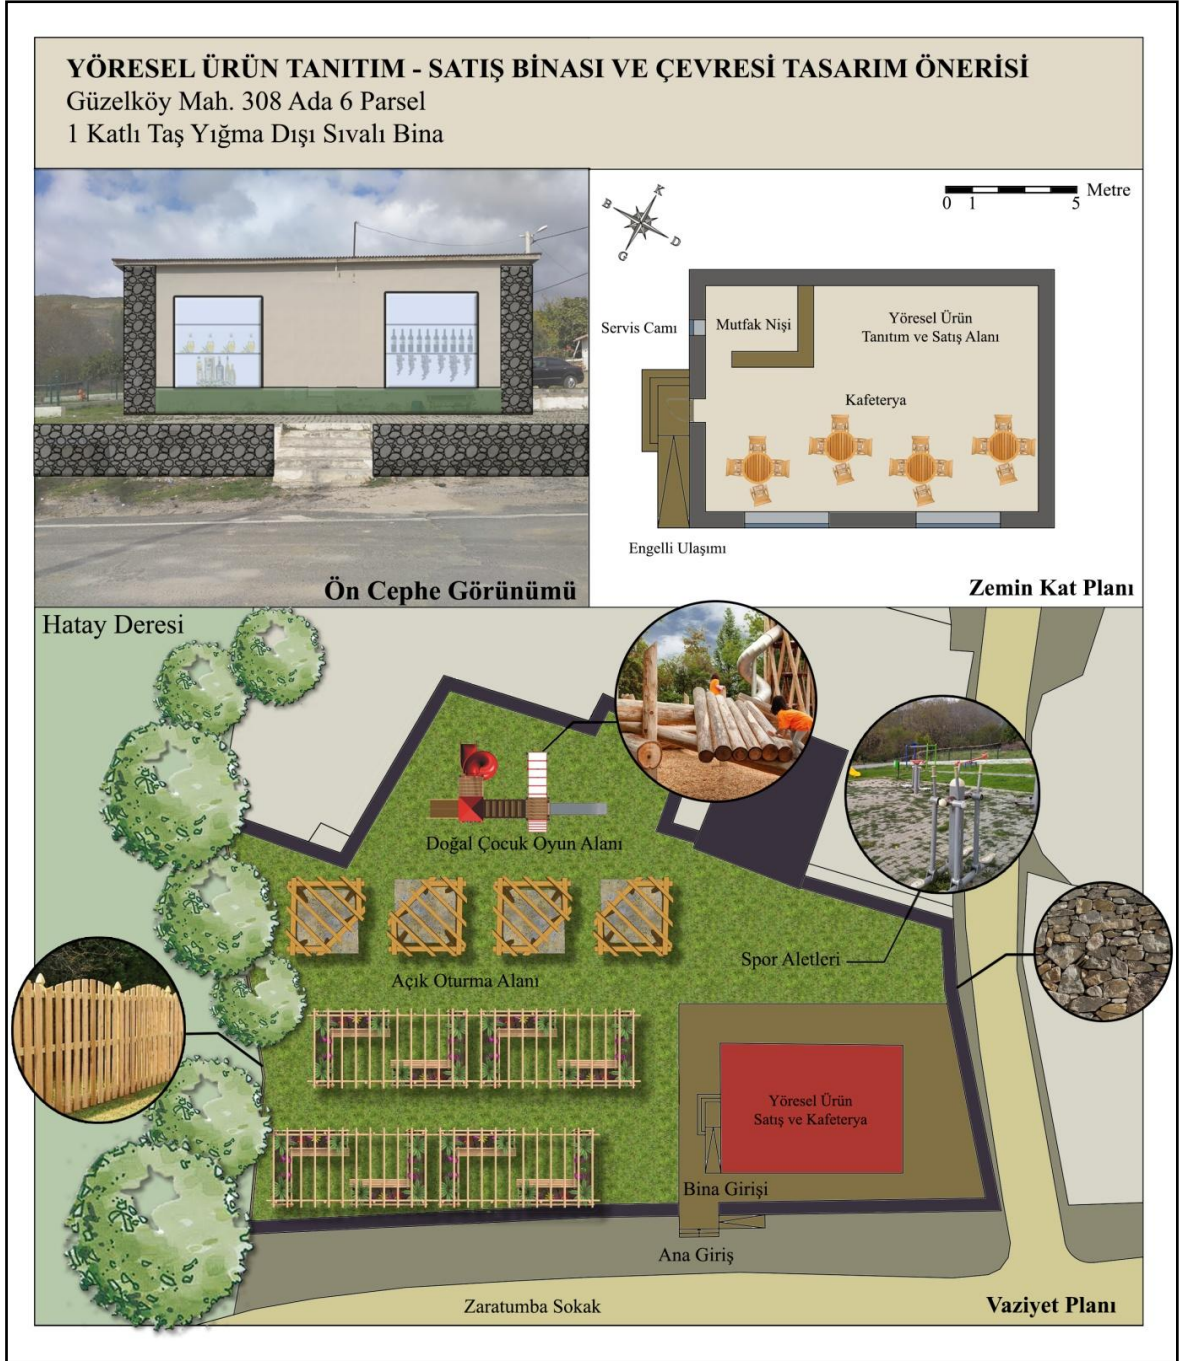 YÖRESEL ÜRÜN TANITIM - SATIŞ BİNASI VE ÇEVRESİ TASARIM ÖNERİSİ
Güzelköy Mah. 308 Ada 6 Parsel
1 Katlı Taş Yığma Dışı Sıvalı Bina
Ön Cephe Görünümü
K
B
D
G
Metre
0 1 5
Servis Camı
Mutfak Nişi
Yöresel Ürün
Tanıtım ve Satış Alanı
Kafeterya
Engelli Ulaşımı
Zemin Kat Planı
Hatay Deresi
Doğal Çocuk Oyun Alanı
Açık Oturma Alanı
Spor Aletleri
Yöresel Ürün
Satış ve Kafeterya
Bina Girişi
Ana Giriş
Zaratumba Sokak
Vaziyet Planı